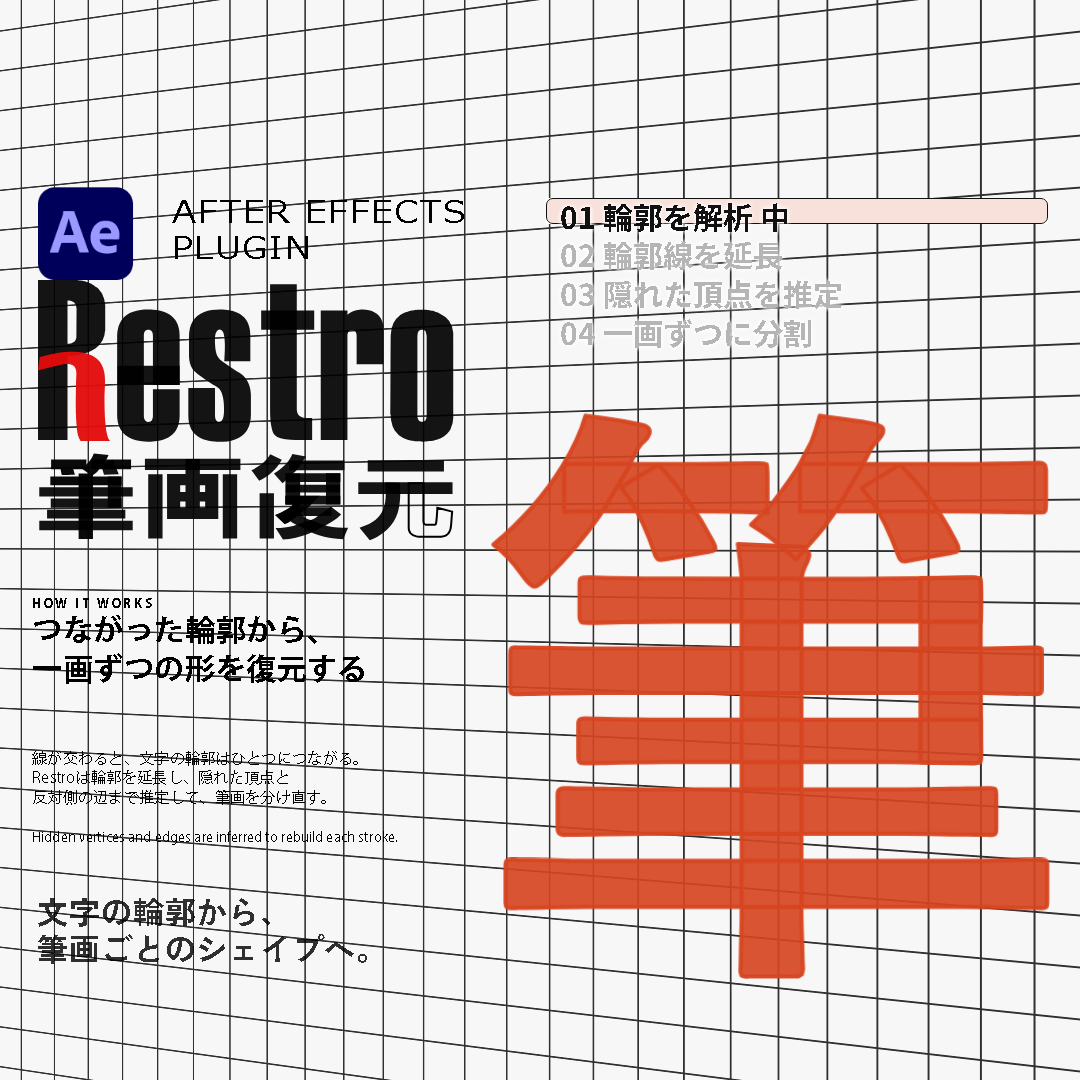 Ae
AFTER EFFECTS
PLUGIN
Restro
筆画復元
01 輪郭を解析 中
02 輪郭線を延長
03 隠れた頂点を推定
04 一画ずつに分割
筆
HOW IT WORKS
つながった輪郭から、
一画ずつの形を復元する
線が交わると、文字の輪郭はひとつにつながる。
Restroは輪郭を延長し、隠れた頂点と
反対側の辺まで推定して、筆画を分け直す。
Hidden vertices and edges are inferred to rebuild each stroke.
文字の輪郭から、
筆画ごとのシェイプへ。